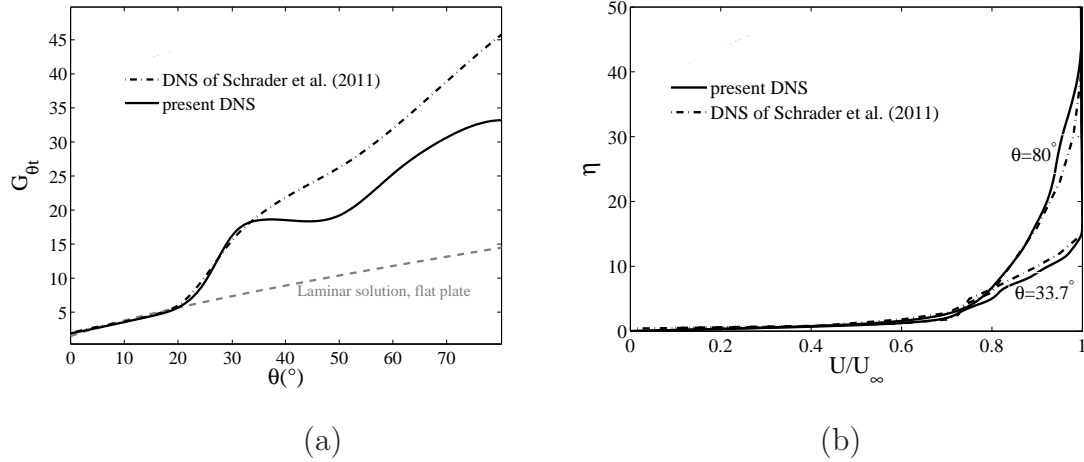 45
40
35
30
25
20
15
10
5
G_θt
DNS of Schrader et al. (2011)
present DNS
Laminar solution, flat plate
0 10 20 30 40 50 60 70
θ(°)
(a)
50
40
30
20
10
0
η
present DNS
DNS of Schrader et al. (2011)
θ=80°
θ=33.7°
0 0.2 0.4 0.6 0.8 1
U/U_∞
(b)